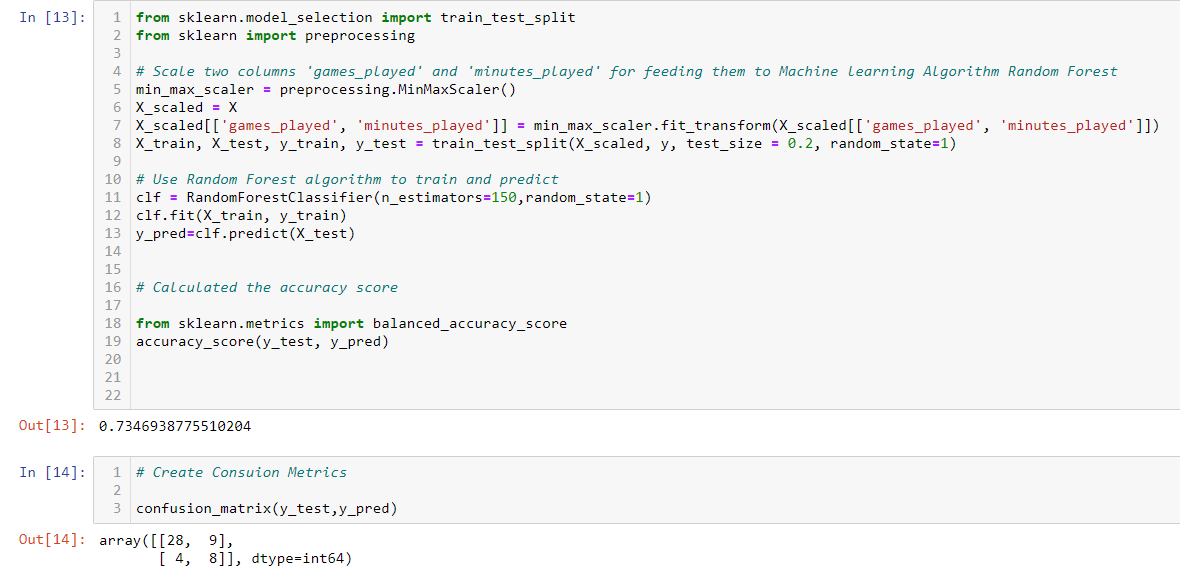 In [13]:
1 from sklearn.model_selection import train_test_split
2 from sklearn import preprocessing
3
4 # Scale two columns 'games_played' and 'minutes_played' for feeding them to Machine learning Algorithm Random Forest
5 min_max_scaler = preprocessing.MinMaxScaler()
6 X_scaled = X
7 X_scaled[['games_played', 'minutes_played']] = min_max_scaler.fit_transform(X_scaled[['games_played', 'minutes_played']])
8 X_train, X_test, y_train, y_test = train_test_split(X_scaled, y, test_size = 0.2, random_state=1)
9
10 # Use Random Forest algorithm to train and predict
11 clf = RandomForestClassifier(n_estimators=150,random_state=1)
12 clf.fit(X_train, y_train)
13 y_pred=clf.predict(X_test)
14
15
16 # Calculated the accuracy score
17
18 from sklearn.metrics import balanced_accuracy_score
19 accuracy_score(y_test, y_pred)
20
21
22
Out[13]: 0.7346938775510204
In [14]:
1 # Create Consuion Metrics
2
3 confusion_matrix(y_test,y_pred)
Out[14]: array([[28,  9],
       [ 4,  8]], dtype=int64)